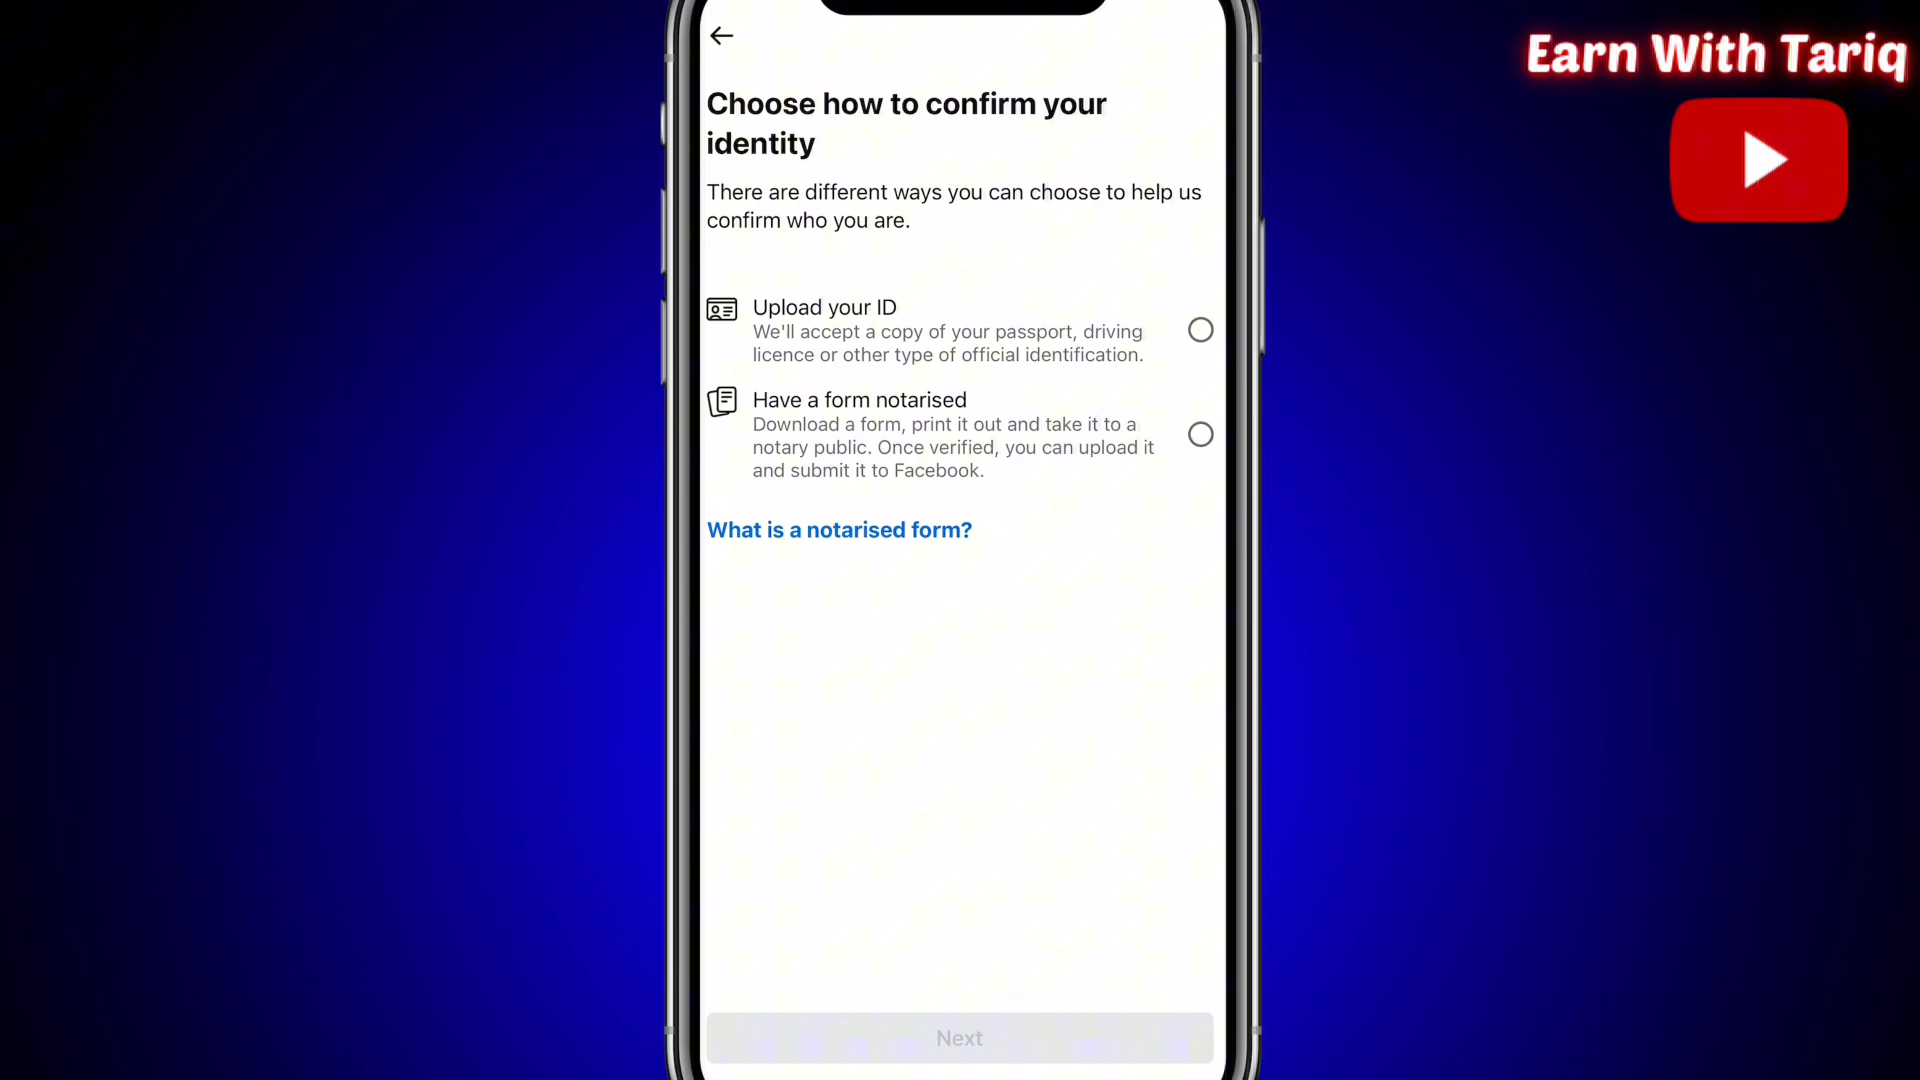 Earn With Tariq
Choose how to confirm your
identity
There are different ways you can choose to help us
confirm who you are.
Upload your ID
We'll accept a copy of your passport, driving
licence or other type of official identification.
Have a form notarised
Download a form, print it out and take it to a
notary public. Once verified, you can upload it
and submit it to Facebook.
What is a notarised form?
Next